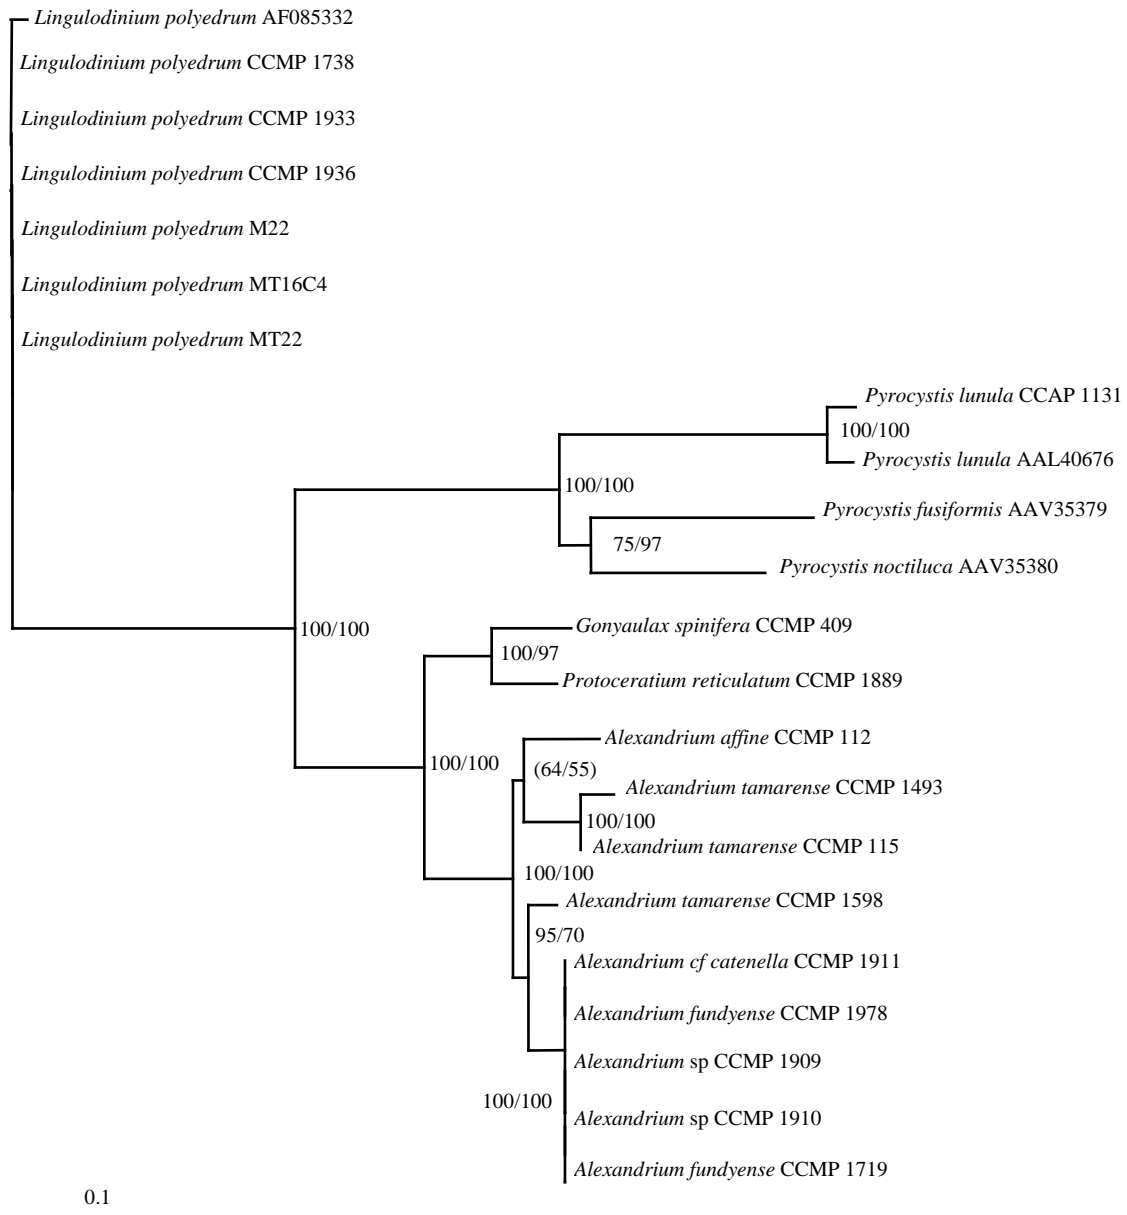 Lingulodinium polyedrum AF085332
Lingulodinium polyedrum CCMP 1738
Lingulodinium polyedrum CCMP 1933
Lingulodinium polyedrum CCMP 1936
Lingulodinium polyedrum M22
Lingulodinium polyedrum MT16C4
Lingulodinium polyedrum MT22
Pyrocystis lunula CCAP 1131
100/100
Pyrocystis lunula AAL40676
100/100
Pyrocystis fusiformis AAV35379
75/97
Pyrocystis noctiluca AAV35380
100/100
Gonyaulax spinifera CCMP 409
100/97
Protoceratium reticulatum CCMP 1889
Alexandrium affine CCMP 112
100/100
(64/55)
Alexandrium tamarense CCMP 1493
100/100
Alexandrium tamarense CCMP 115
100/100
Alexandrium tamarense CCMP 1598
95/70
Alexandrium cf catenella CCMP 1911
Alexandrium fundyense CCMP 1978
Alexandrium sp CCMP 1909
100/100
Alexandrium sp CCMP 1910
Alexandrium fundyense CCMP 1719
0.1